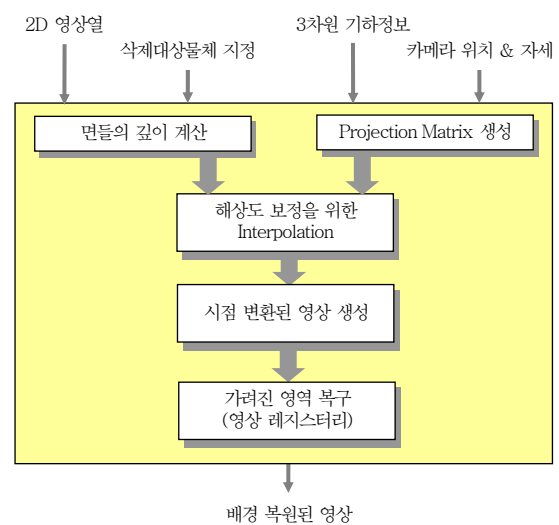 2D 영상열
삭제대상물체 지정
3차원 기하정보
카메라 위치 & 자세
면들의 깊이 계산
Projection Matrix 생성
해상도 보정을 위한
Interpolation
시점 변환된 영상 생성
가려진 영역 복구
(영상 레지스터리)
배경 복원된 영상